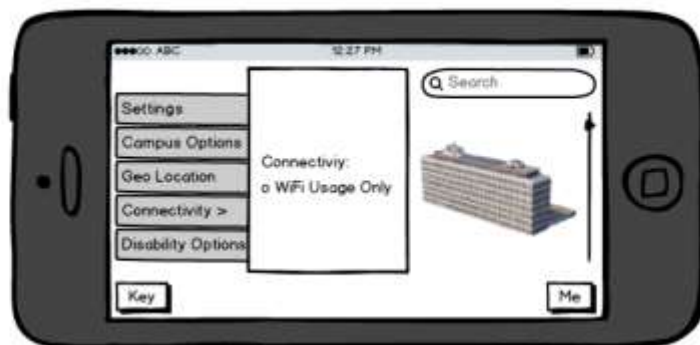 ABC 12:27 PM
Search
Settings
Campus Options
Geo Location
Connectivity >
Disability Options
Connectiviy:
o WiFi Usage Only
Key
Me